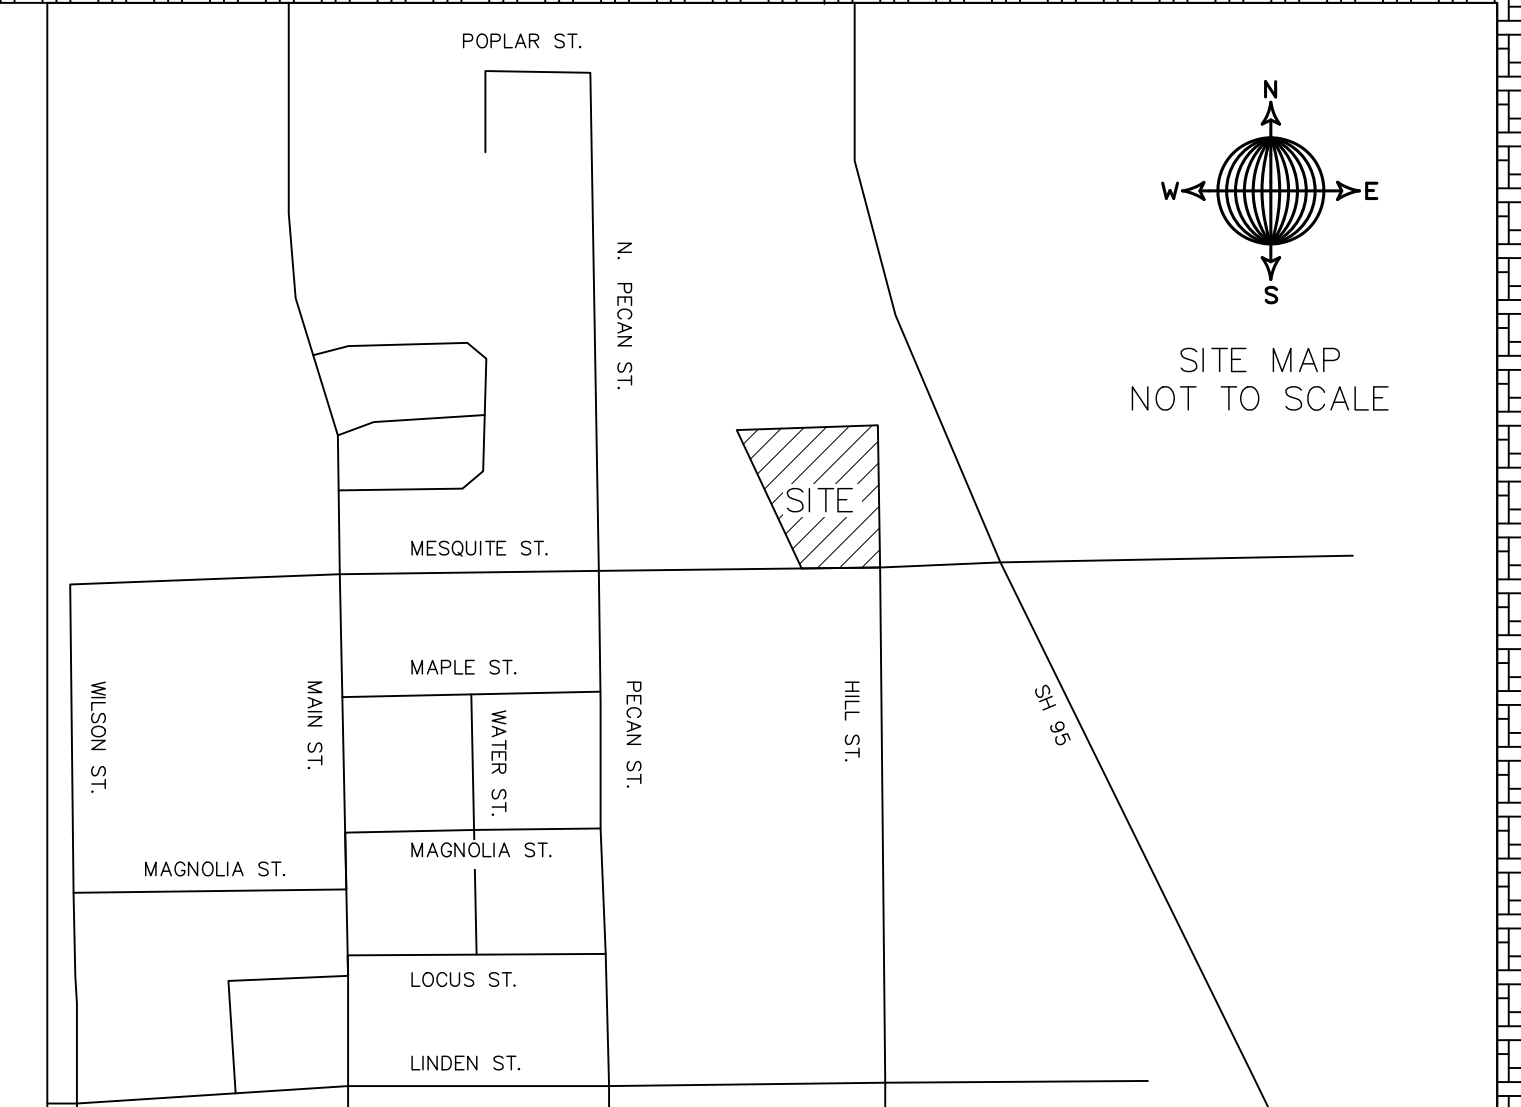 POPLAR ST.
N
W
E
S
N. PECAN ST.
SITE MAP
NOT TO SCALE
SITE
MESQUITE ST.
MAPLE ST.
WILSON ST.
MAIN ST.
WATER ST.
PECAN ST.
HILL ST.
SH 95
MAGNOLIA ST.
MAGNOLIA ST.
LOCUS ST.
LINDEN ST.